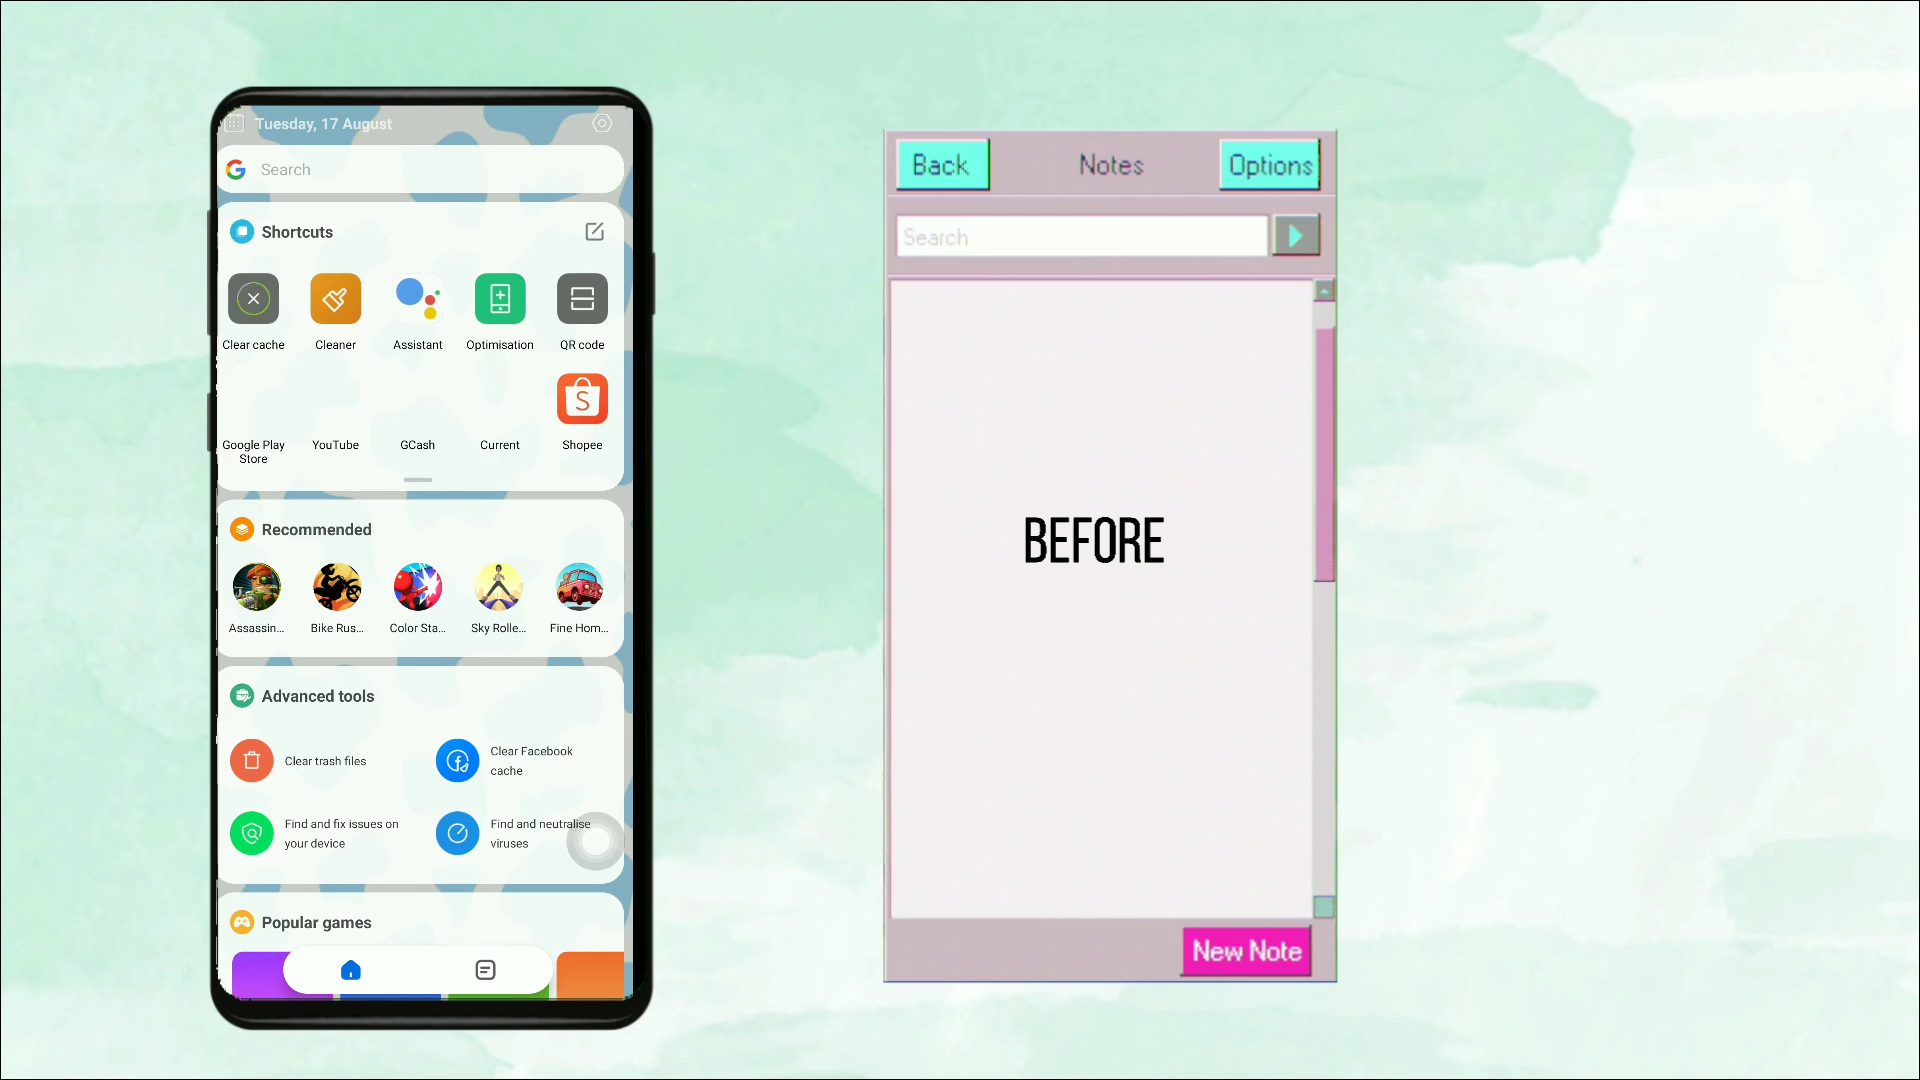 Tuesday, 17 August
Search
Shortcuts
Clear cache
Cleaner
Assistant
Optimisation
QR code
S
Google Play
Store
YouTube
GCash
Current
Shopee
Recommended
Assassin...
Bike Rus...
Color Sta...
Sky Rolle...
Fine Hom...
Advanced tools
Clear trash files
Clear Facebook
cache
Find and fix issues on
your device
Find and neutralise
viruses
Popular games
Back
Notes
Options
Search
BEFORE
New Note